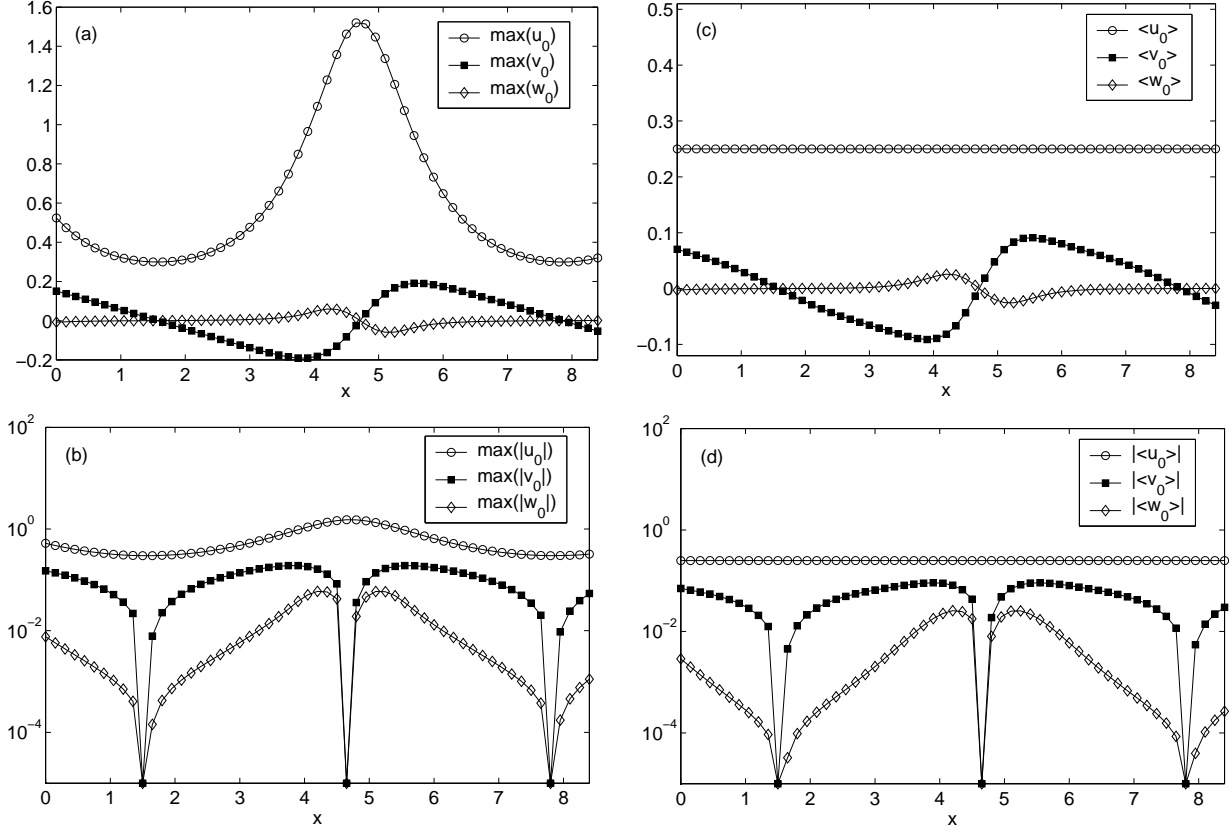 (a)
max(u0)
max(v0)
max(w0)
1.6
1.4
1.2
1
0.8
0.6
0.4
0.2
0
−0.2
0 1 2 3 4 5 6 7 8
x
(c)
<u0>
<v0>
<w0>
0.5
0.4
0.3
0.2
0.1
0
−0.1
0 1 2 3 4 5 6 7 8
x
(b)
max(|u0|)
max(|v0|)
max(|w0|)
10^2
10^0
10^−2
10^−4
0 1 2 3 4 5 6 7 8
x
(d)
|<u0>|
|<v0>|
|<w0>|
10^2
10^0
10^−2
10^−4
0 1 2 3 4 5 6 7 8
x